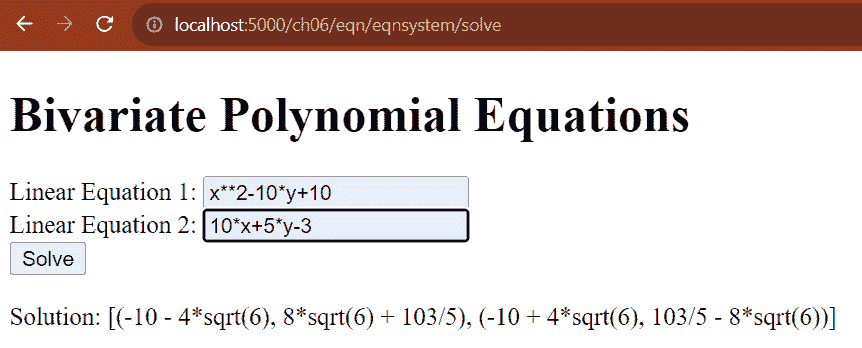 localhost:5000/ch06/eqn/eqnsystem/solve
Bivariate Polynomial Equations
Linear Equation 1: x**2-10*y+10
Linear Equation 2: 10*x+5*y-3
Solve
Solution: [(-10 - 4*sqrt(6), 8*sqrt(6) + 103/5), (-10 + 4*sqrt(6), 103/5 - 8*sqrt(6))]